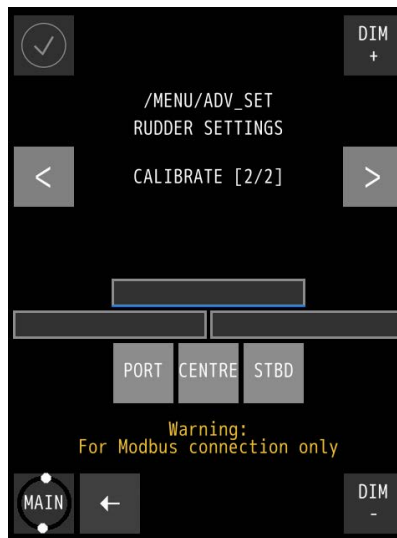 DIM
+
/MENU/ADV_SET
RUDDER SETTINGS
< CALIBRATE [2/2] >
PORT CENTRE STBD
Warning:
For Modbus connection only
MAIN ← DIM
-